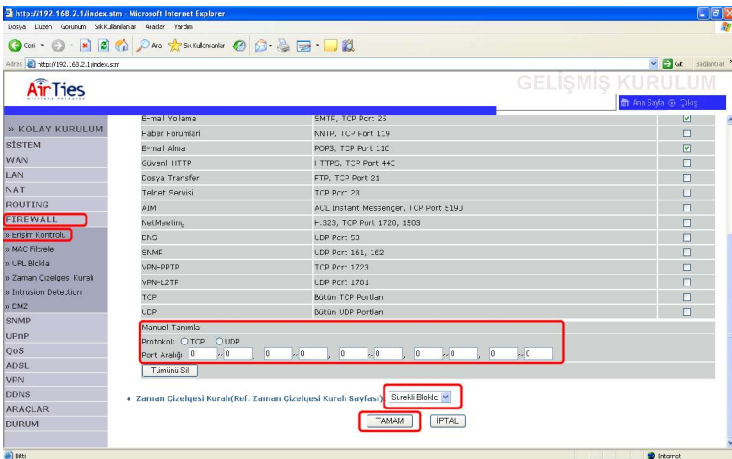 http://192.168.2.1/index.stm - Microsoft Internet Explorer
Dosya Düzen Görünüm Sık Kullanılanlar Araçlar Yardım
Geri Ara Sık Kullanılanlar
Adres http://192.168.2.1/index.stm Git
AirTies
GELİŞMİŞ KURULUM
Ana Sayfa Çıkış
» KOLAY KURULUM
SİSTEM
WAN
LAN
NAT
ROUTING
FIREWALL
» Erişim Kontrolü
» MAC Filtrele
» URL Blokla
» Zaman Çizelgesi Kuralı
» Intrusion Detection
» DMZ
SNMP
UPnP
QoS
ADSL
VPN
DDNS
ARAÇLAR
DURUM
E-mail Yollama SMTP, TCP Port 25
Haber Forumları NNTP, TCP Port 119
E-mail Alma POP3, TCP Port 110
Güvenli HTTP HTTPS, TCP Port 443
Dosya Transfer FTP, TCP Port 21
Telnet Servisi TCP Port 23
AIM AOL Instant Messenger, TCP Port 5190
NetMeeting H.323, TCP Port 1720, 1503
DNS UDP Port 53
SNMP UDP Port 161, 162
VPN-PPTP TCP Port 1723
VPN-L2TP UDP Port 1701
TCP Bütün TCP Portları
UDP Bütün UDP Portları
Manuel Tanımla
Protokol: TCP UDP
Port Aralığı 0 ~ 0 , 0 ~ 0 , 0 ~ 0 , 0 ~ 0 , 0 ~ 0
Tümünü Sil
Zaman Çizelgesi Kuralı(Ref. Zaman Çizelgesi Kuralı Sayfası) Sürekli Blokla
TAMAM İPTAL
Bitti Internet